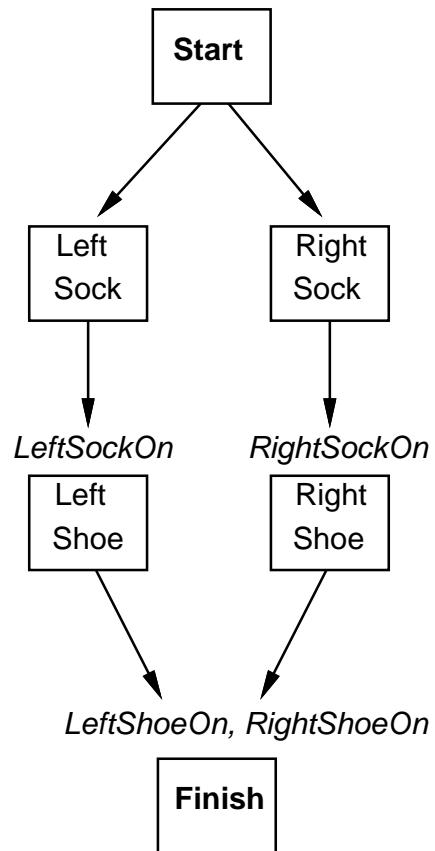 Start
Left
Sock
Right
Sock
LeftSockOn
RightSockOn
Left
Shoe
Right
Shoe
LeftShoeOn, RightShoeOn
Finish